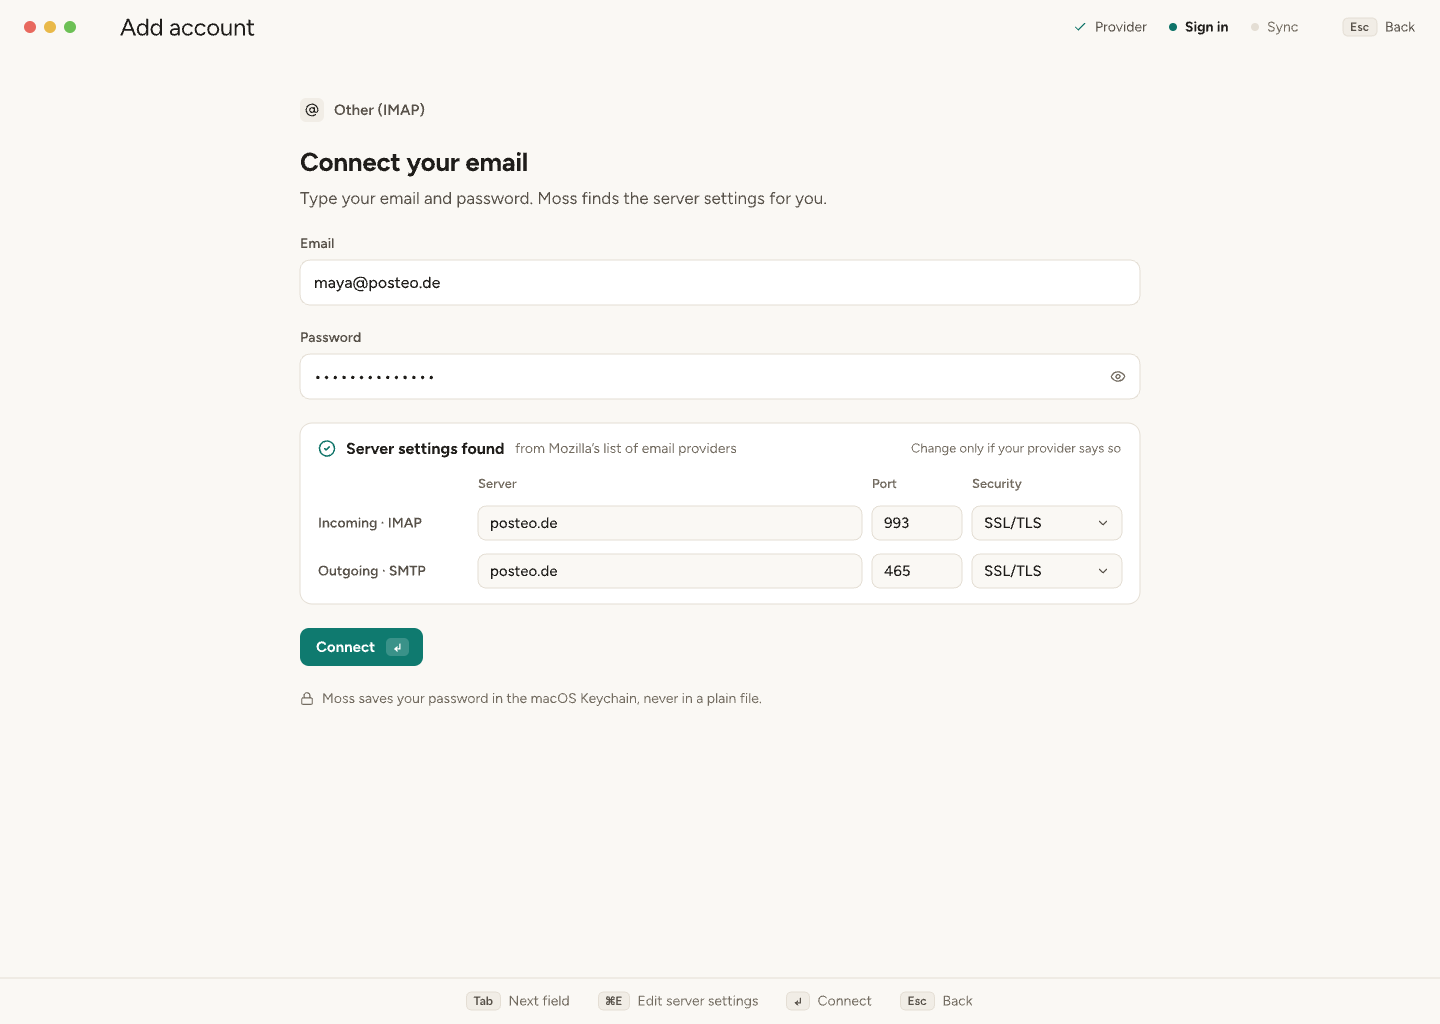 Add account
Provider
Sign in
Sync
Esc Back
@ Other (IMAP)
Connect your email
Type your email and password. Moss finds the server settings for you.
Email
maya@posteo.de
Password
••••••••••••••
Server settings found from Mozilla's list of email providers Change only if your provider says so
Server Port Security
Incoming · IMAP posteo.de 993 SSL/TLS
Outgoing · SMTP posteo.de 465 SSL/TLS
Connect ↲
Moss saves your password in the macOS Keychain, never in a plain file.
Tab Next field ⌘E Edit server settings ↲ Connect Esc Back